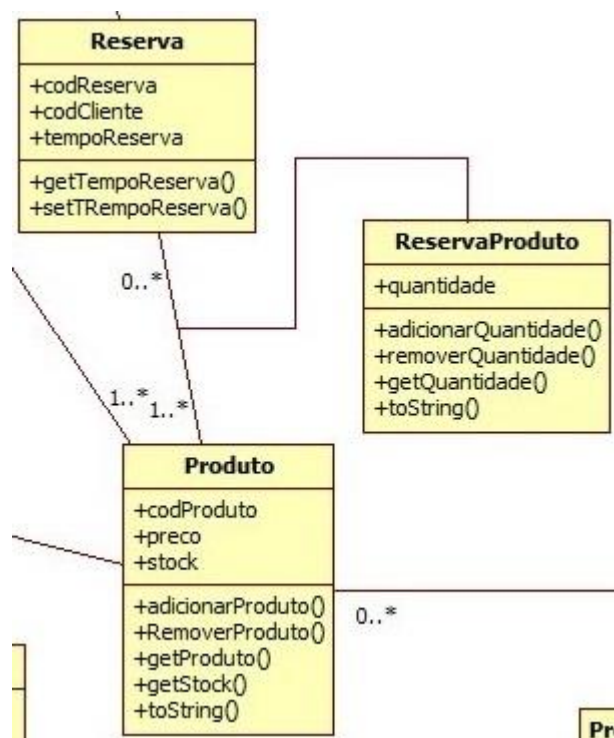 Reserva
+codReserva
+codCliente
+tempoReserva
+getTempoReserva()
+setTRempoReserva()
ReservaProduto
+quantidade
+adicionarQuantidade()
+removerQuantidade()
+getQuantidade()
+toString()
0..*
1..*
1..*
Produto
+codProduto
+preco
+stock
+adicionarProduto()
+RemoverProduto()
+getProduto()
+getStock()
+toString()
0..*
Pr